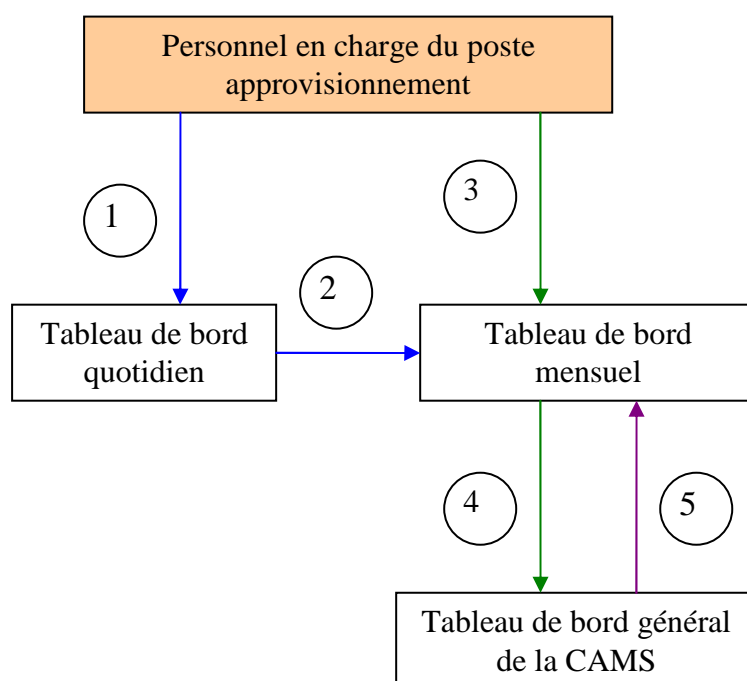 Personnel en charge du poste
approvisionnement
1
3
2
Tableau de bord
quotidien
Tableau de bord
mensuel
4
5
Tableau de bord général
de la CAMS